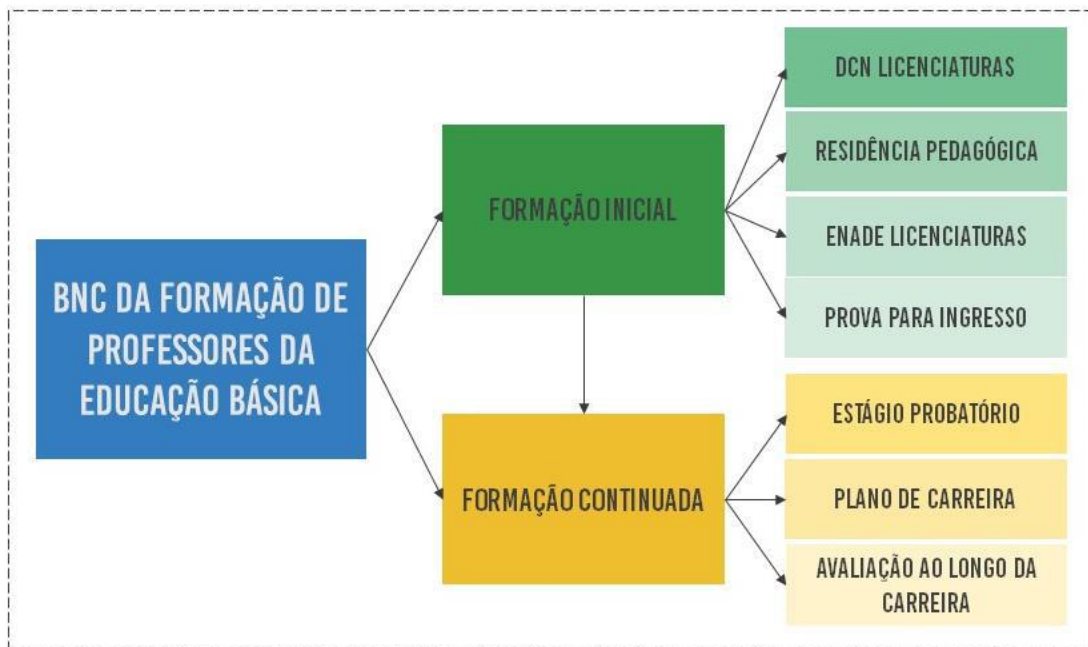 BNC DA FORMAÇÃO DE
PROFESSORES DA
EDUCAÇÃO BÁSICA
FORMAÇÃO INICIAL
DCN LICENCIATURAS
RESIDÊNCIA PEDAGÓGICA
ENADE LICENCIATURAS
PROVA PARA INGRESSO
FORMAÇÃO CONTINUADA
ESTÁGIO PROBATÓRIO
PLANO DE CARREIRA
AVALIAÇÃO AO LONGO DA
CARREIRA